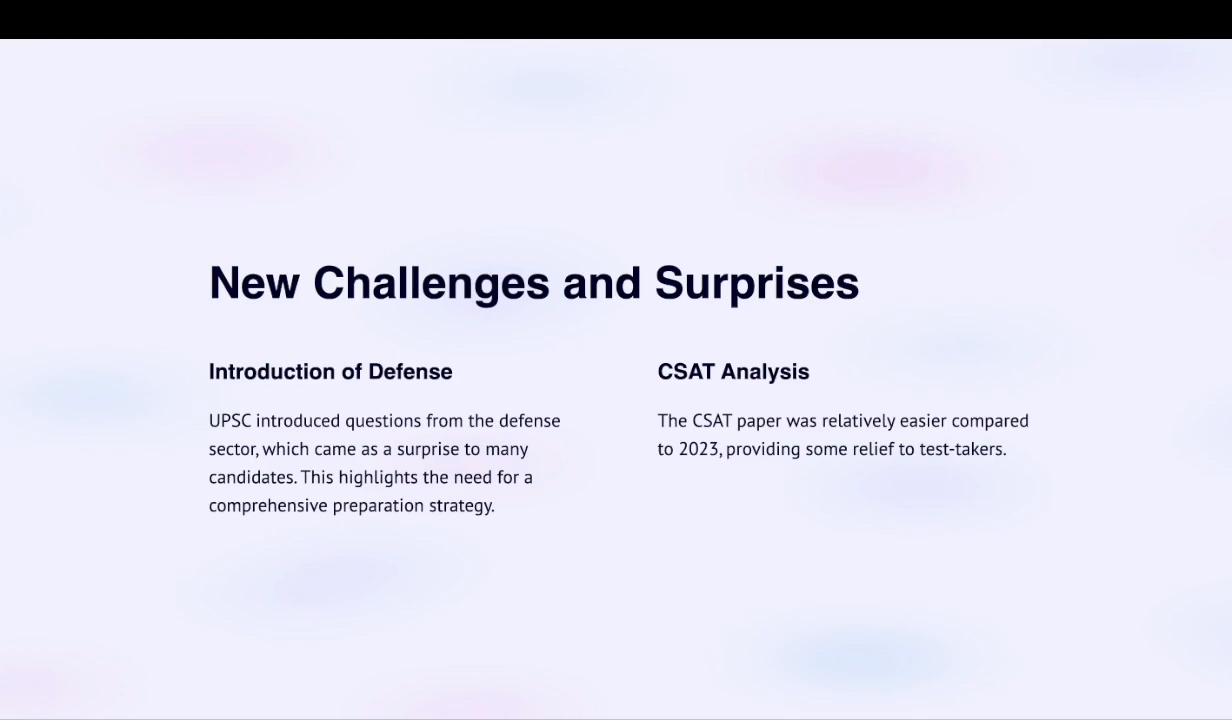 New Challenges and Surprises
Introduction of Defense
UPSC introduced questions from the defense
sector, which came as a surprise to many
candidates. This highlights the need for a
comprehensive preparation strategy.
CSAT Analysis
The CSAT paper was relatively easier compared
to 2023, providing some relief to test-takers.